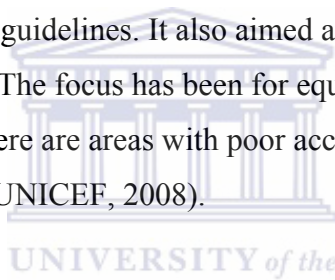 guidelines. It also aimed a
The focus has been for equ
ere are areas with poor acc
UNICEF, 2008).
UNIVERSITY of the